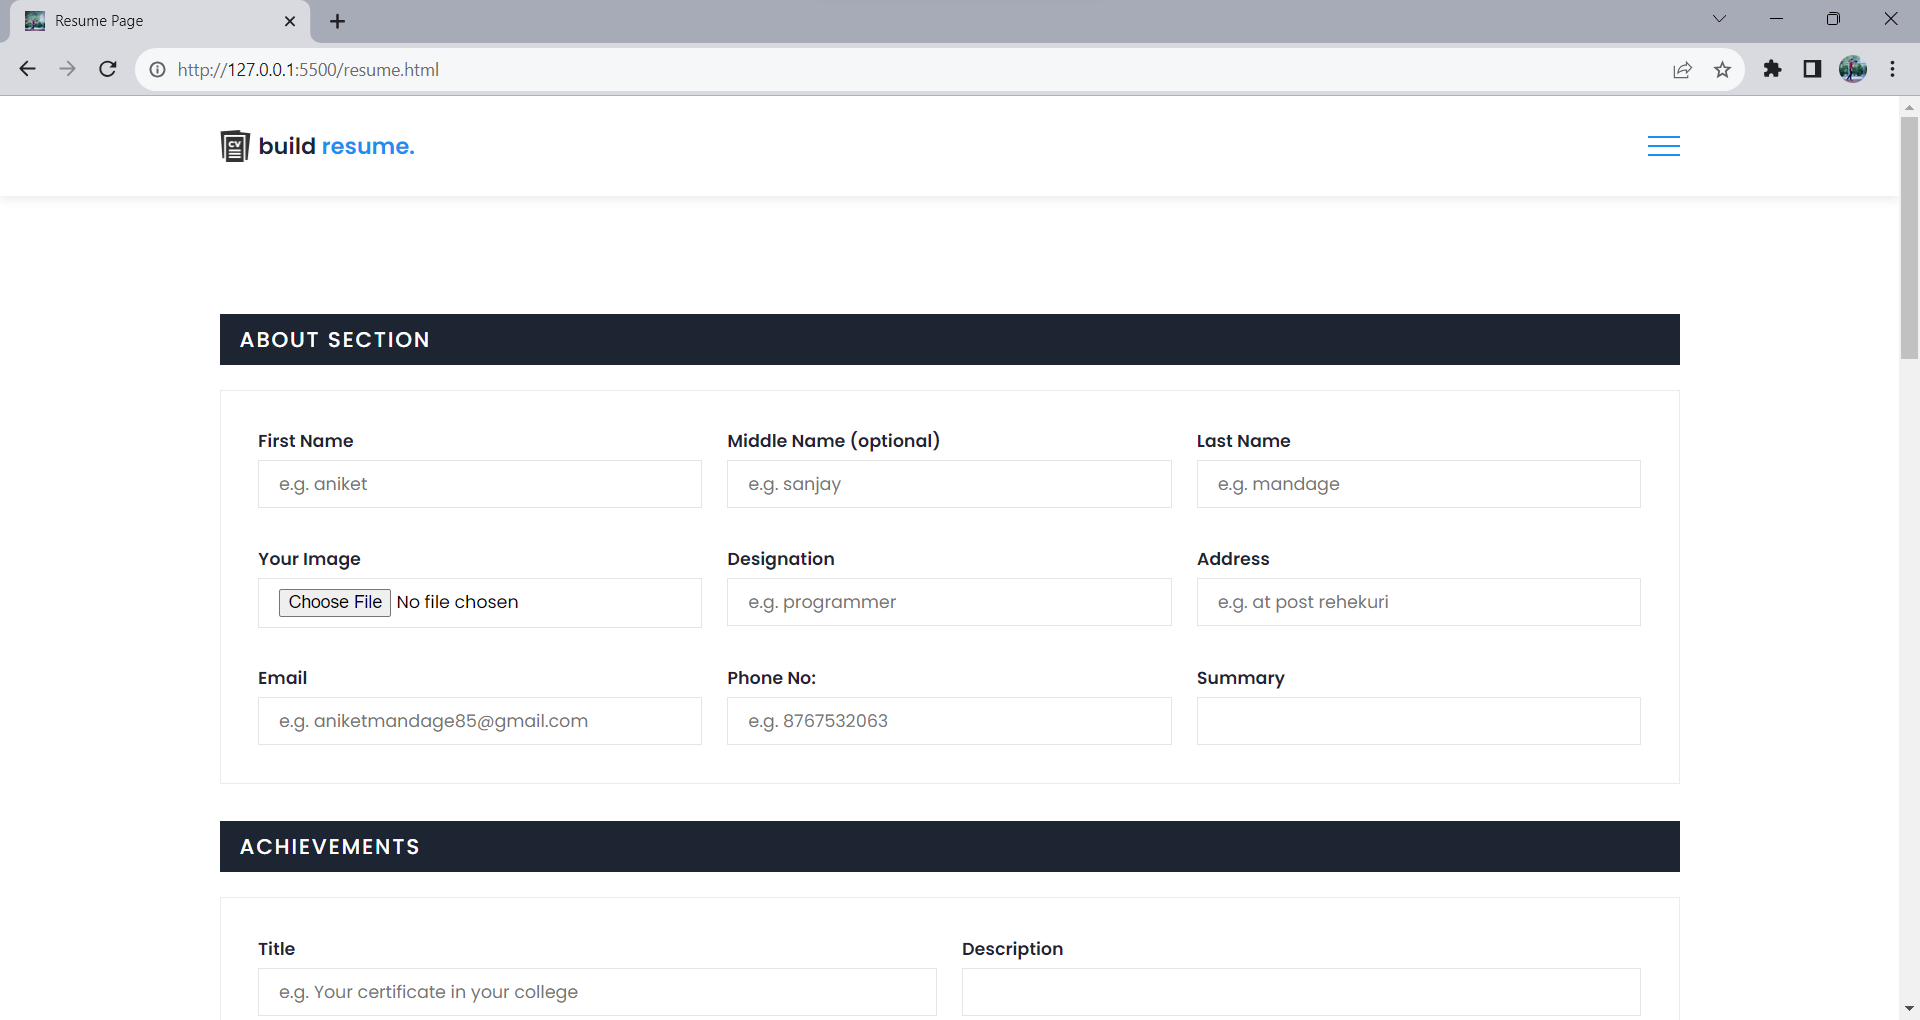 Resume Page
http://127.0.0.1:5500/resume.html
CV build resume.
ABOUT SECTION
First Name Middle Name (optional) Last Name
e.g. aniket e.g. sanjay e.g. mandage
Your Image Designation Address
Choose File No file chosen e.g. programmer e.g. at post rehekuri
Email Phone No: Summary
e.g. aniketmandage85@gmail.com e.g. 8767532063
ACHIEVEMENTS
Title Description
e.g. Your certificate in your college